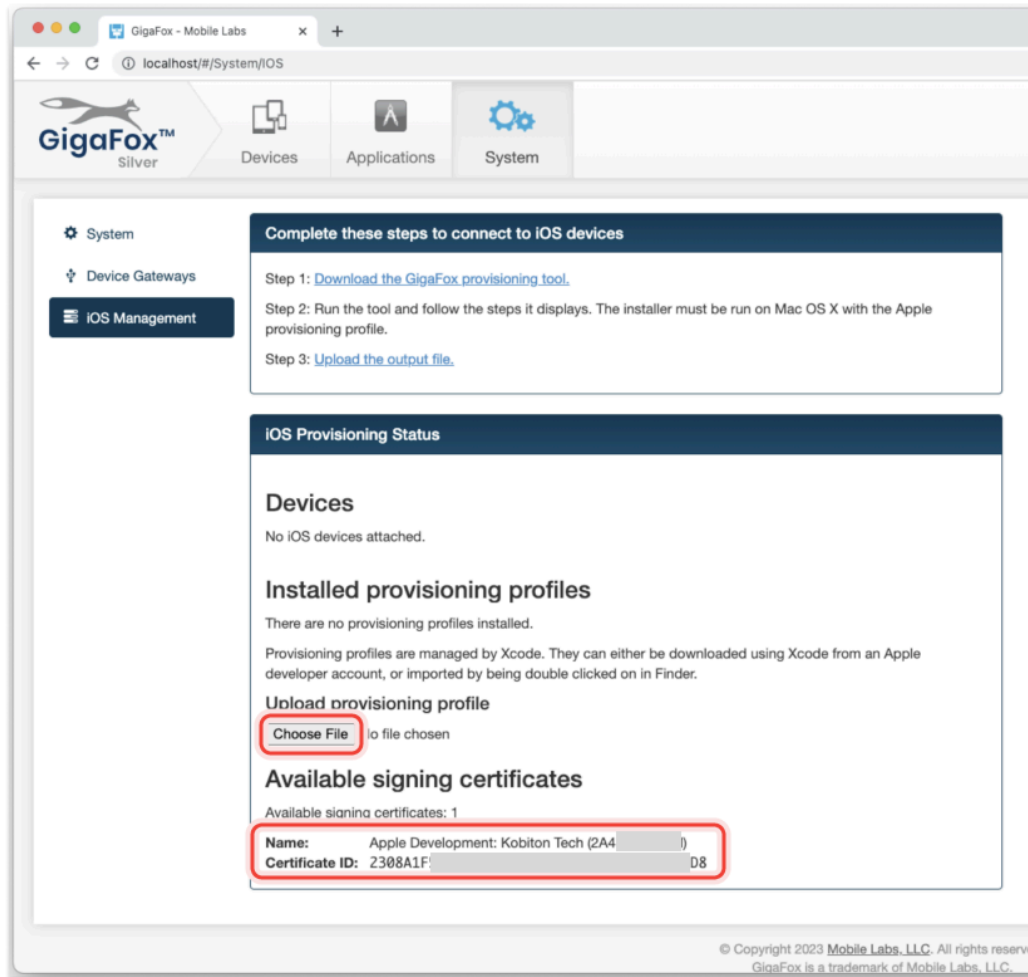 GigaFox - Mobile Labs
localhost/#/System/IOS
GigaFox™
Silver
Devices
Applications
System
System
Device Gateways
iOS Management
Complete these steps to connect to iOS devices
Step 1: Download the GigaFox provisioning tool.
Step 2: Run the tool and follow the steps it displays. The installer must be run on Mac OS X with the Apple
provisioning profile.
Step 3: Upload the output file.
iOS Provisioning Status
Devices
No iOS devices attached.
Installed provisioning profiles
There are no provisioning profiles installed.
Provisioning profiles are managed by Xcode. They can either be downloaded using Xcode from an Apple
developer account, or imported by being double clicked on in Finder.
Upload provisioning profile
Choose File o file chosen
Available signing certificates
Available signing certificates: 1
Name: Apple Development: Kobiton Tech (2A4 )
Certificate ID: 2308A1F D8
© Copyright 2023 Mobile Labs, LLC. All rights reserve
GigaFox is a trademark of Mobile Labs, LLC.